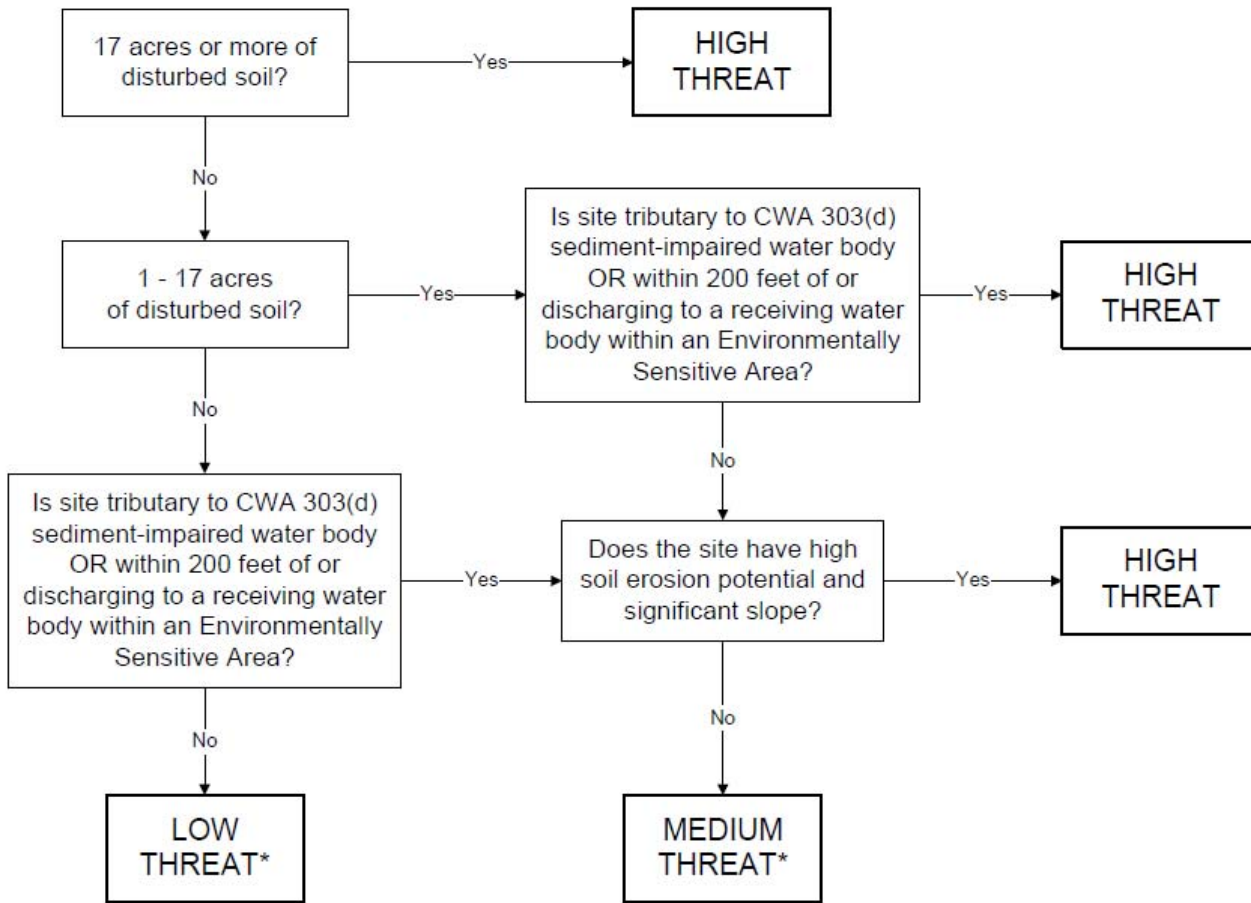 17 acres or more of
disturbed soil?
Yes
HIGH
THREAT
No
1 - 17 acres
of disturbed soil?
Yes
Is site tributary to CWA 303(d)
sediment-impaired water body
OR within 200 feet of or
discharging to a receiving water
body within an Environmentally
Sensitive Area?
Yes
HIGH
THREAT
No
No
Is site tributary to CWA 303(d)
sediment-impaired water body
OR within 200 feet of or
discharging to a receiving water
body within an Environmentally
Sensitive Area?
Yes
Does the site have high
soil erosion potential and
significant slope?
Yes
HIGH
THREAT
No
No
LOW
THREAT*
MEDIUM
THREAT*